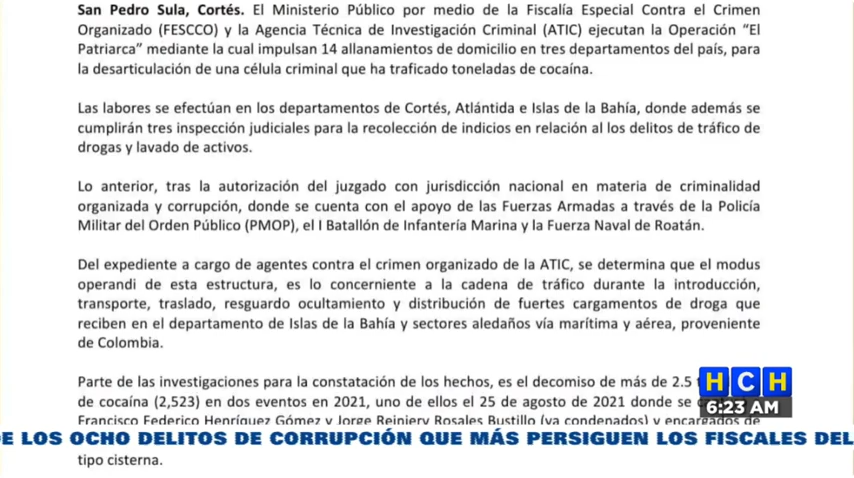 San Pedro Sula, Cortés. El Ministerio Público por medio de la Fiscalía Especial Contra el Crimen
Organizado (FESCCO) y la Agencia Técnica de Investigación Criminal (ATIC) ejecutan la Operación “El
Patriarca” mediante la cual impulsan 14 allanamientos de domicilio en tres departamentos del país, para
la desarticulación de una célula criminal que ha traficado toneladas de cocaína.
Las labores se efectúan en los departamentos de Cortés, Atlántida e Islas de la Bahía, donde además se
cumplirán tres inspección judiciales para la recolección de indicios en relación al los delitos de tráfico de
drogas y lavado de activos.
Lo anterior, tras la autorización del juzgado con jurisdicción nacional en materia de criminalidad
organizada y corrupción, donde se cuenta con el apoyo de las Fuerzas Armadas a través de la Policía
Militar del Orden Público (PMOP), el I Batallón de Infantería Marina y la Fuerza Naval de Roatán.
Del expediente a cargo de agentes contra el crimen organizado de la ATIC, se determina que el modus
operandi de esta estructura, es lo concerniente a la cadena de tráfico durante la introducción,
transporte, traslado, resguardo ocultamiento y distribución de fuertes cargamentos de droga que
reciben en el departamento de Islas de la Bahía y sectores aledaños vía marítima y aérea, proveniente
de Colombia.
Parte de las investigaciones para la constatación de los hechos, es el decomiso de más de 2.5
de cocaína (2,523) en dos eventos en 2021, uno de ellos el 25 de agosto de 2021 donde se
Francisco Federico Henríquez Gómez y Jorge Reiniery Rosales Bustillo (ya condenados) y encargados de
HCH
6:23 AM
DE LOS OCHO DELITOS DE CORRUPCIÓN QUE MÁS PERSIGUEN LOS FISCALES DEL
tipo cisterna.